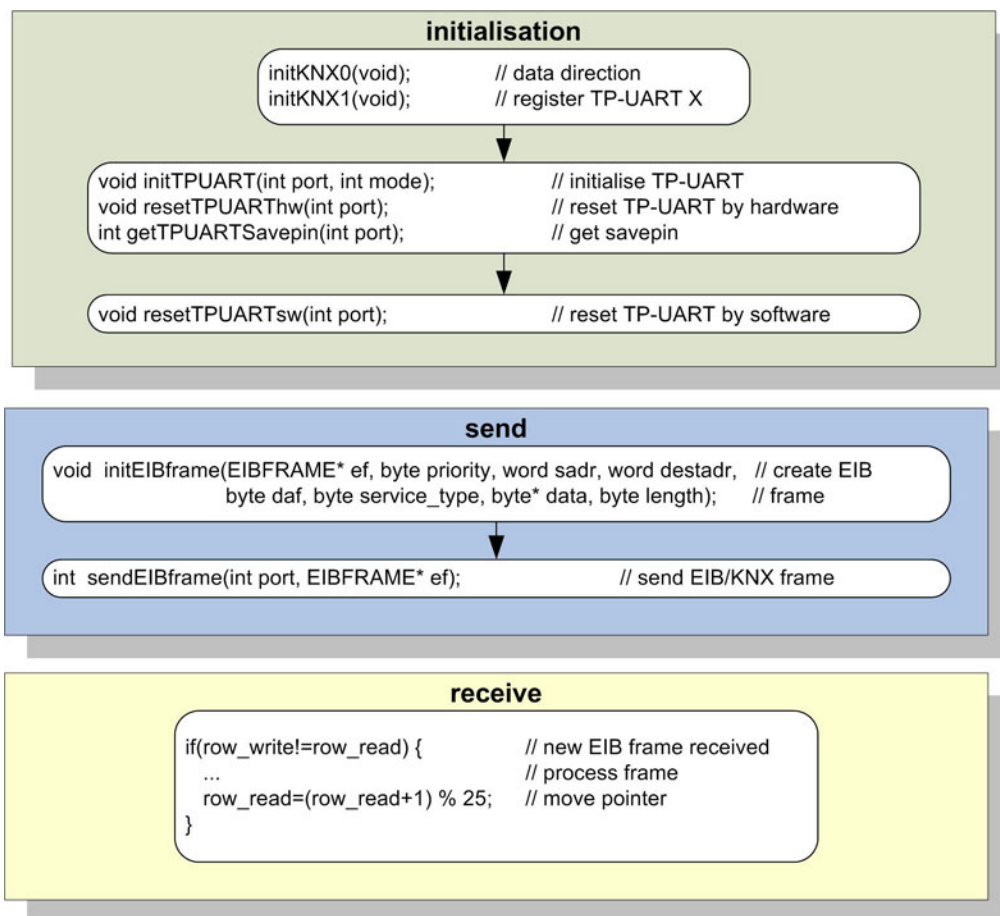 initialisation
initKNX0(void); // data direction
initKNX1(void); // register TP-UART X
void initTPUART(int port, int mode); // initialise TP-UART
void resetTPUARThw(int port); // reset TP-UART by hardware
int getTPUARTSavepin(int port); // get savepin
void resetTPUARTsw(int port); // reset TP-UART by software
send
void initEIBframe(EIBFRAME* ef, byte priority, word sadr, word destadr, // create EIB
byte daf, byte service_type, byte* data, byte length); // frame
int sendEIBframe(int port, EIBFRAME* ef); // send EIB/KNX frame
receive
if(row_write!=row_read) { // new EIB frame received
... // process frame
row_read=(row_read+1) % 25; // move pointer
}